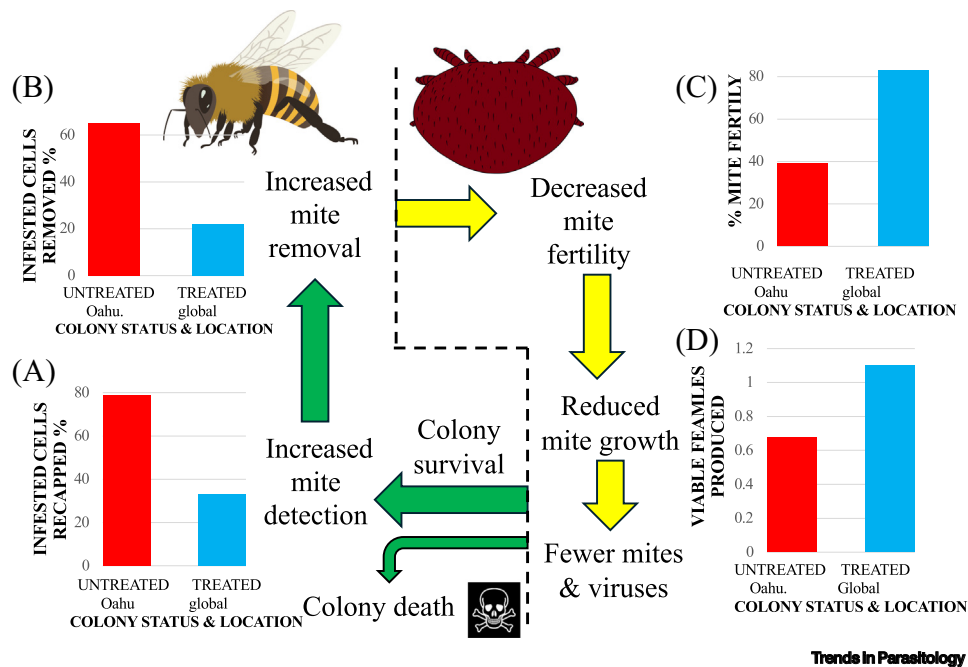 (B)
INFESTED CELLS
REMOVED %
60
40
20
0
UNTREATED
Oahu.
TREATED
global
COLONY STATUS & LOCATION
(A)
INFESTED CELLS
RECAPPED %
80
60
40
20
0
UNTREATED
Oahu
TREATED
global
COLONY STATUS & LOCATION
Increased
mite
removal
Increased
mite
detection
Colony
survival
Colony death
Decreased
mite
fertility
Reduced
mite growth
Fewer mites
& viruses
(C)
% MITE FERTILY
80
60
40
20
0
UNTREATED
Oahu
TREATED
global
COLONY STATUS & LOCATION
(D)
VIABLE FEAMLES
PRODUCED
1.2
1
0.8
0.6
0.4
0.2
0
UNTREATED
Oahu.
TREATED
Global
COLONY STATUS & LOCATION
Trends in Parasitology